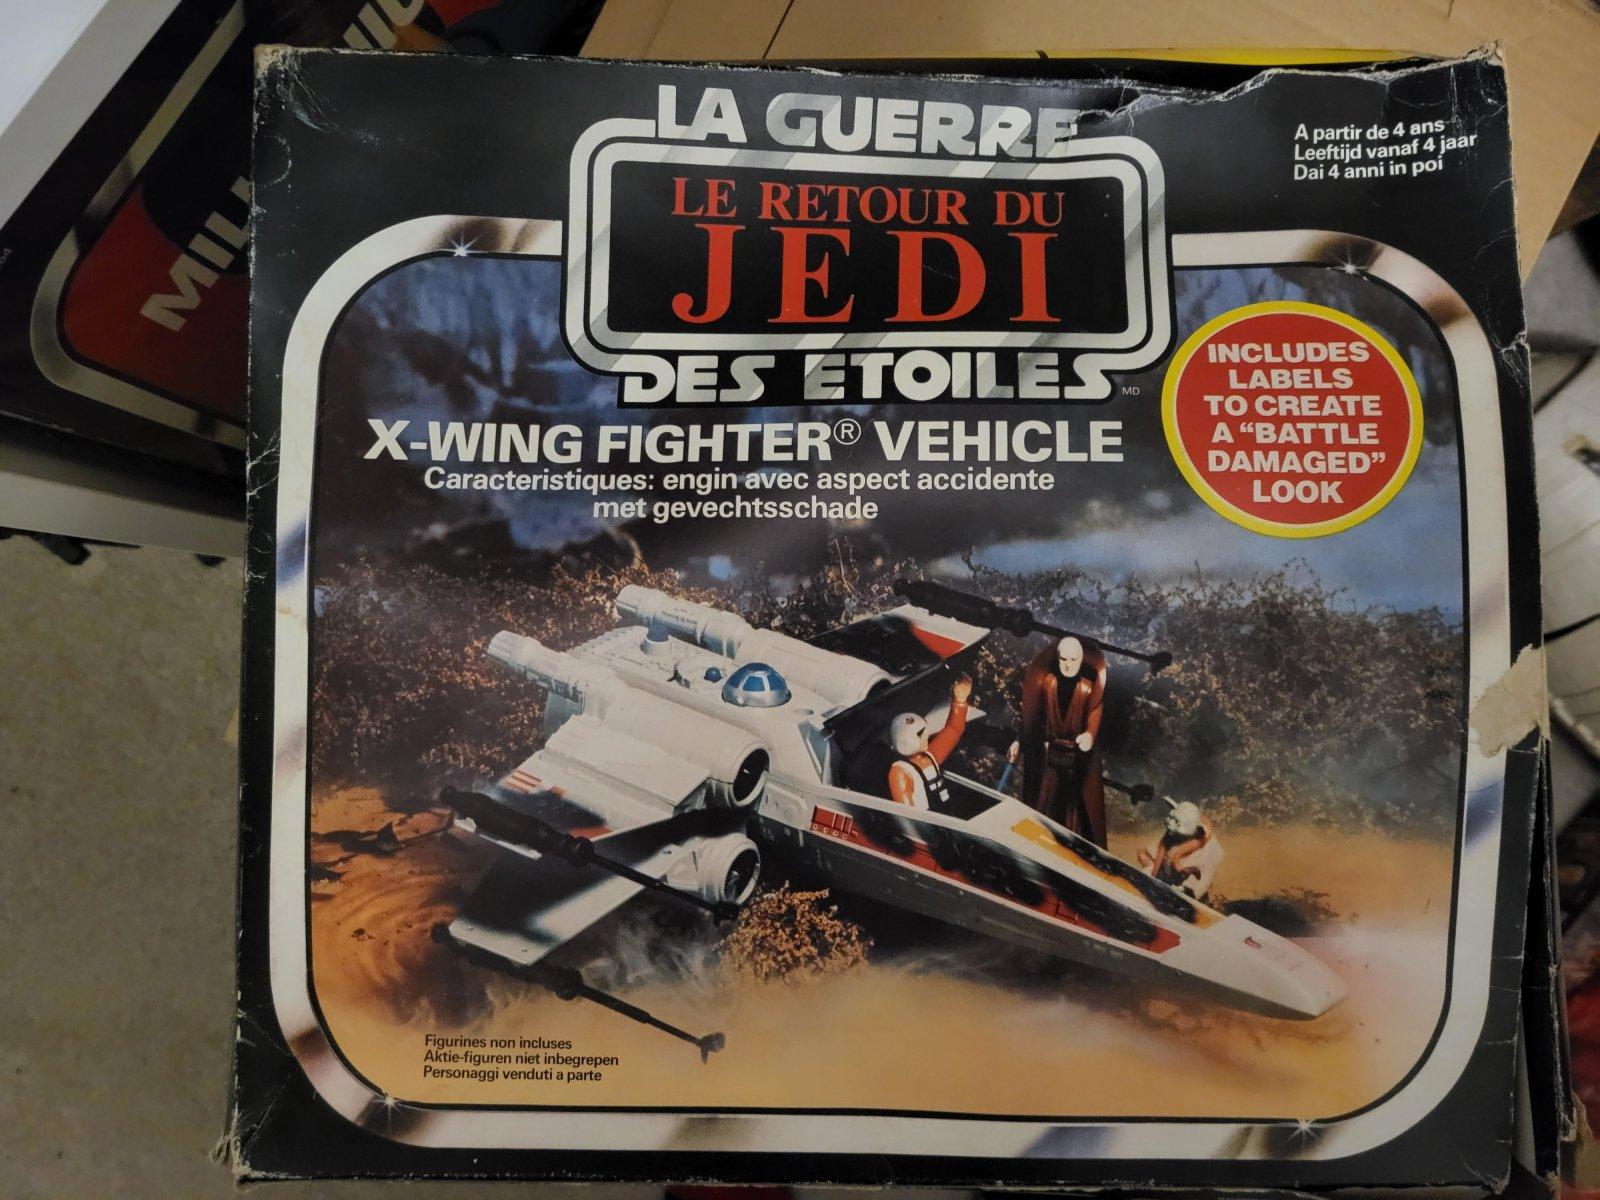 LA GUERRE
LE RETOUR DU
JEDI
DES ETOILES
MD
A partir de 4 ans
Leeftijd vanaf 4 jaar
Dai 4 anni in poi
X-WING FIGHTER® VEHICLE
Caracteristiques: engin avec aspect accidente
met gevechtsschade
INCLUDES
LABELS
TO CREATE
A “BATTLE
DAMAGED”
LOOK
Figurines non incluses
Aktie-figuren niet inbegrepen
Personaggi venduti a parte